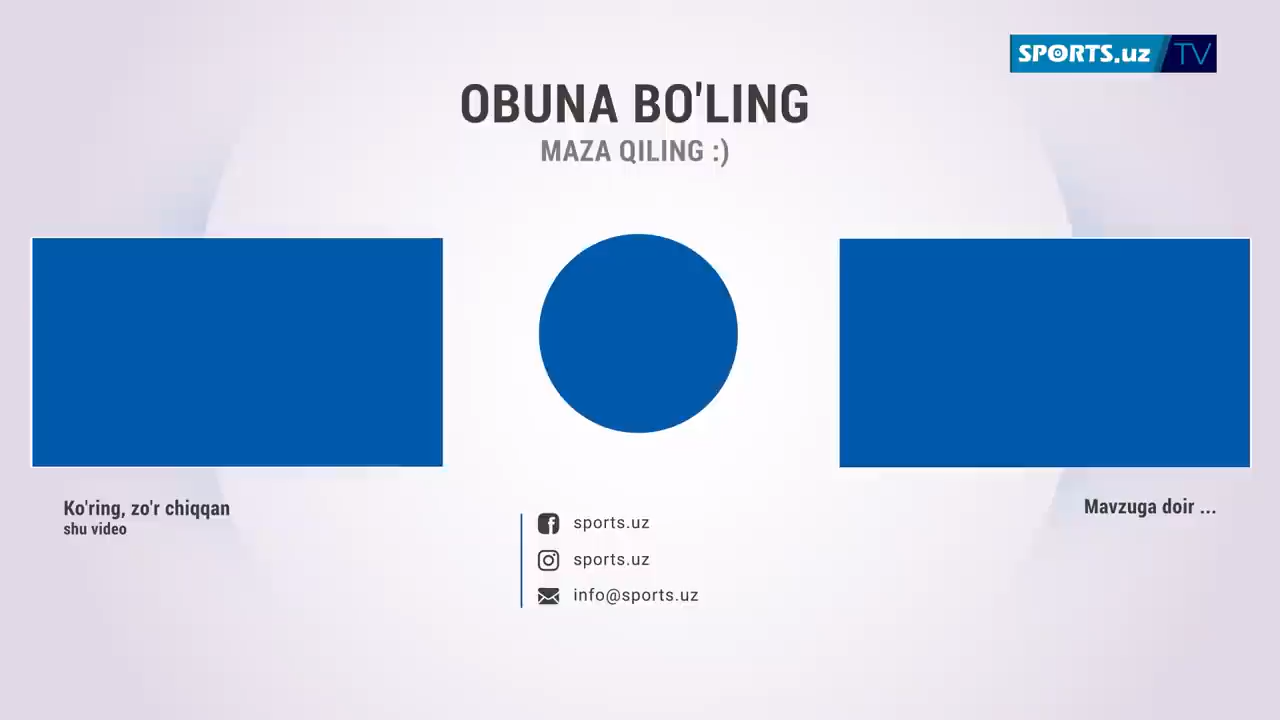 SPORTS.uz TV
OBUNA BO'LING
MAZA QILING :)
Ko'ring, zo'r chiqqan
shu video
Mavzuga doir ...
sports.uz
sports.uz
info@sports.uz